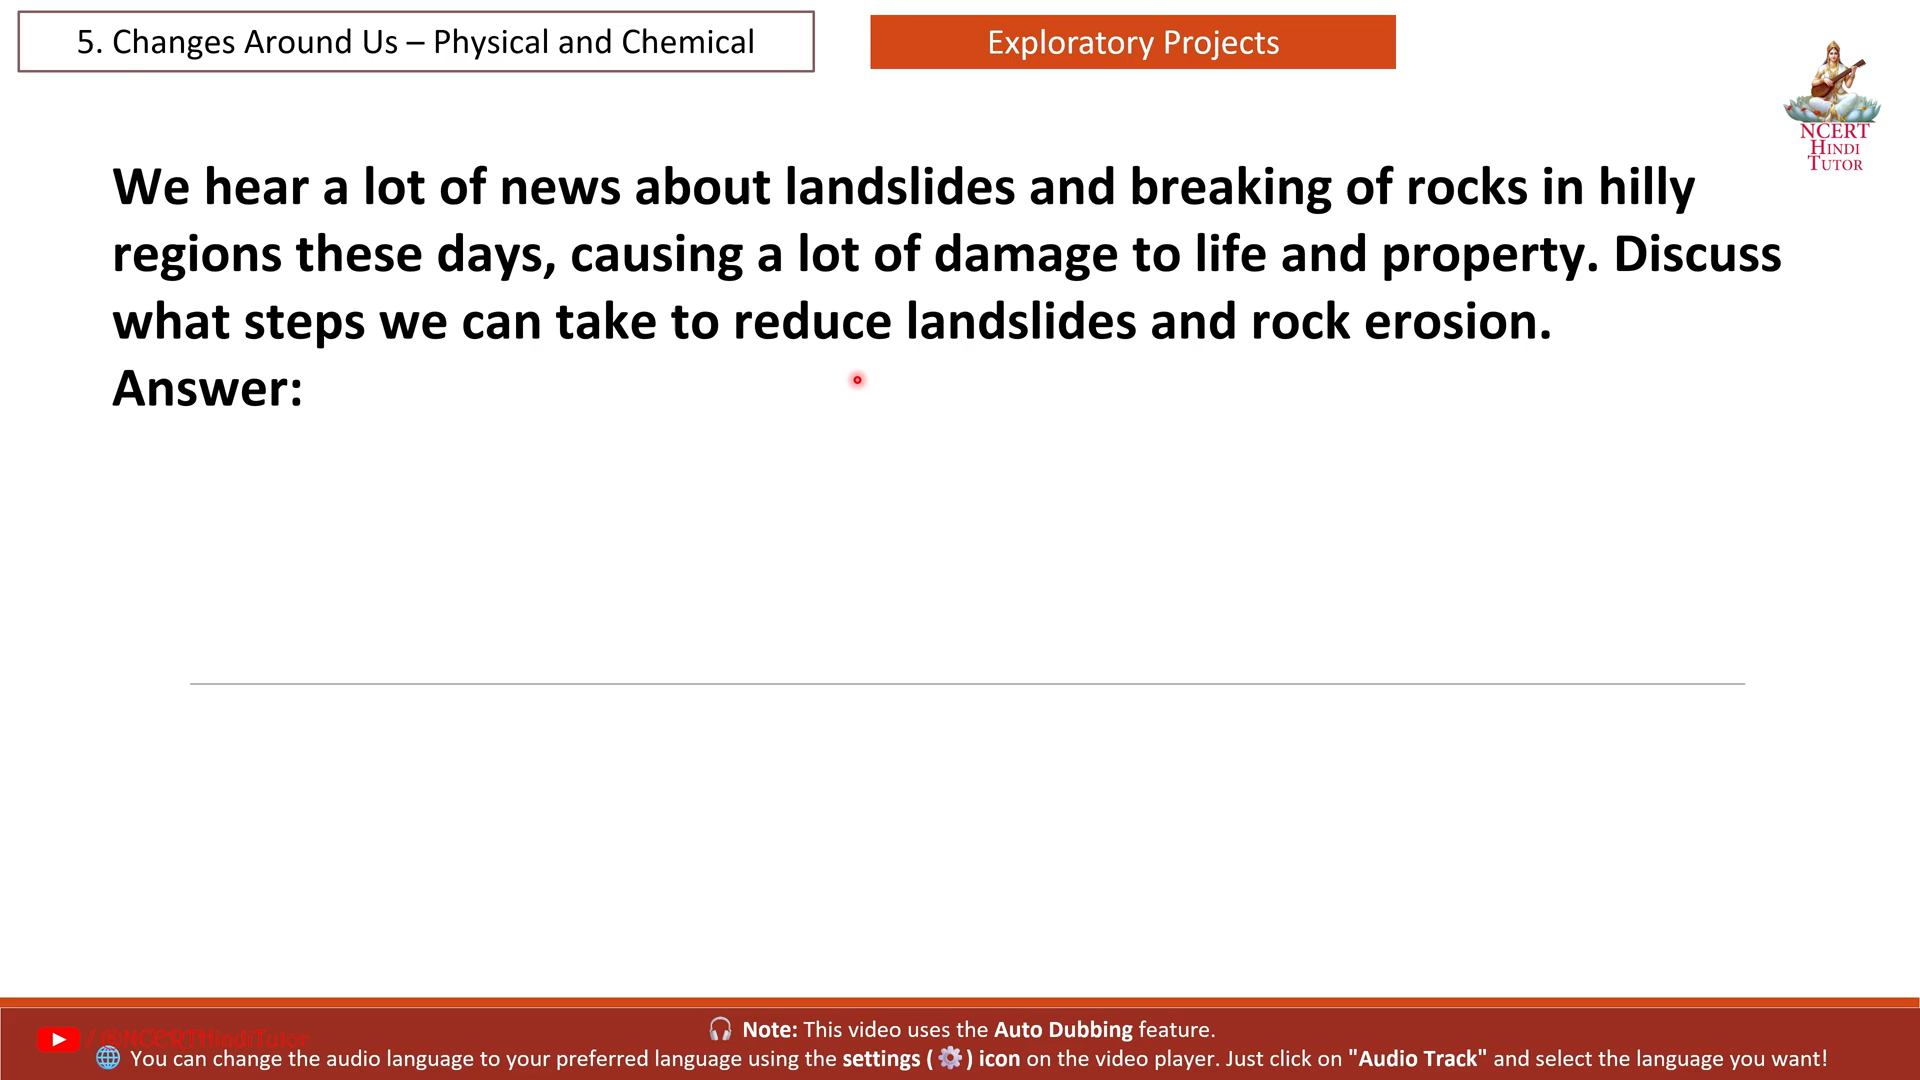 5. Changes Around Us – Physical and Chemical
Exploratory Projects
NCERT
HINDI
TUTOR
We hear a lot of news about landslides and breaking of rocks in hilly
regions these days, causing a lot of damage to life and property. Discuss
what steps we can take to reduce landslides and rock erosion.
Answer:
/@NCERTHindiTutor
Note: This video uses the Auto Dubbing feature.
You can change the audio language to your preferred language using the settings ( ) icon on the video player. Just click on "Audio Track" and select the language you want!